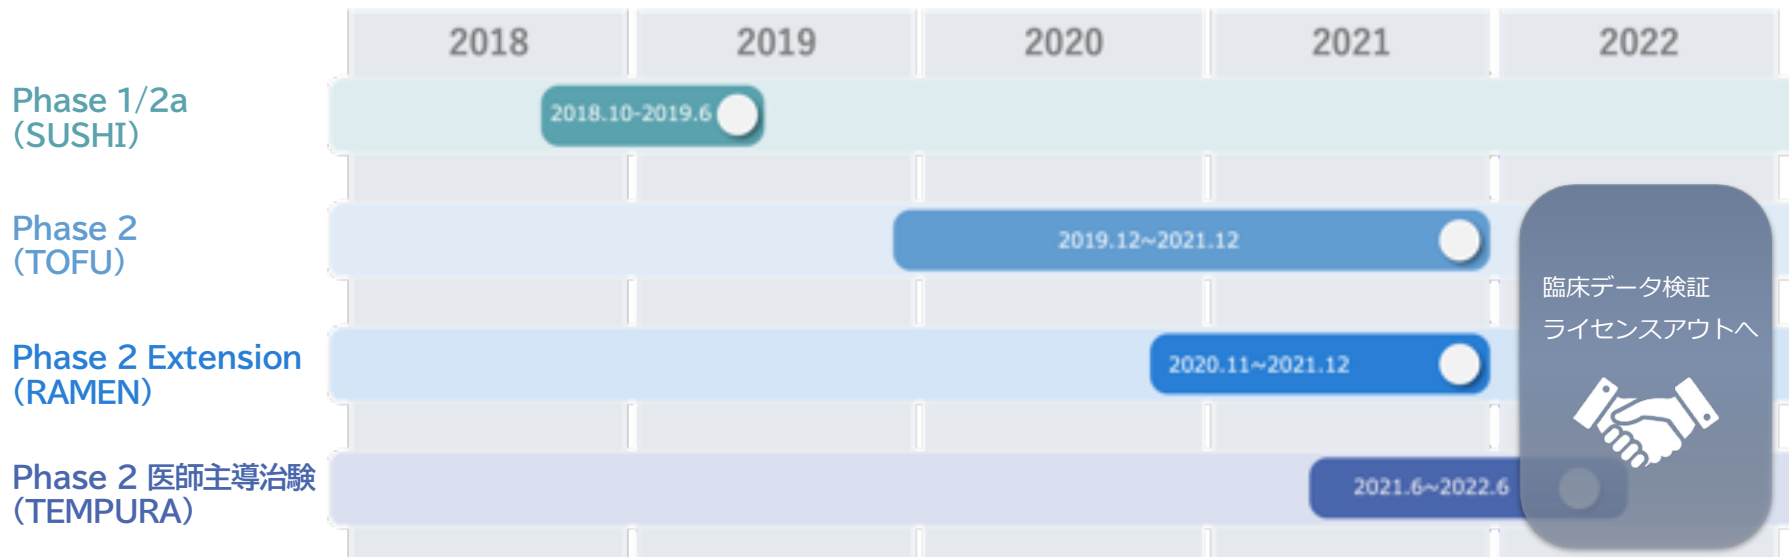 2018 2019 2020 2021 2022
Phase 1/2a
(SUSHI)
2018.10-2019.6
Phase 2
(TOFU)
2019.12~2021.12
臨床データ検証
ライセンスアウトへ
Phase 2 Extension
(RAMEN)
2020.11~2021.12
Phase 2 医師主導治験
(TEMPURA)
2021.6~2022.6